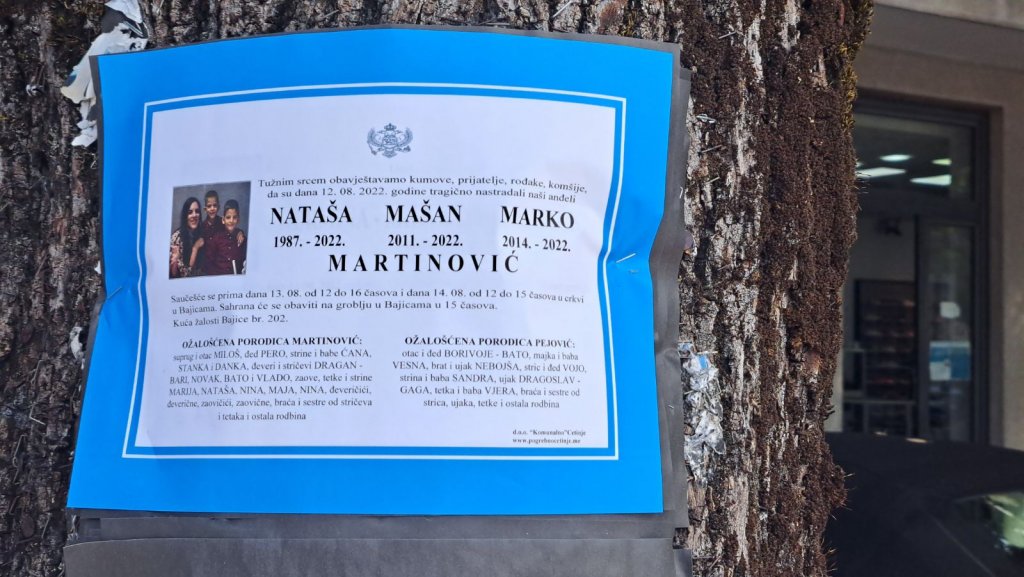 Tužnim srcem obavještavamo kumove, prijatelje, rođake, komšije,
da su dana 12. 08. 2022. godine tragično nastradali naši anđeli
NATAŠA MAŠAN MARKO
1987. - 2022. 2011. - 2022. 2014. - 2022.
MARTINOVIĆ
Saučešće se prima dana 13. 08. od 12 do 16 časova i dana 14. 08. od 12 do 15 časova u crkvi
u Bajicama. Sahrana će se obaviti na groblju u Bajicama u 15 časova.
Kuća žalosti Bajice br. 202.
OŽALOŠĆENA PORODICA MARTINOVIĆ:
suprug i otac MILOŠ, đed PERO, strine i babe ĆANA,
STANKA i DANKA, đeveri i stričevi DRAGAN -
BARI, NOVAK, BATO i VLADO, zaove, tetke i strine
MARIJA, NATAŠA, NINA, MAJA, NINA, đeveričići,
đeverične, zaovičići, zaovične, braća i sestre od stričeva
i tetaka i ostala rodbina
OŽALOŠĆENA PORODICA PEJOVIĆ:
otac i đed BORIVOJE - BATO, majka i baba
VESNA, brat i ujak NEBOJŠA, stric i đed VOJO,
strina i baba SANDRA, ujak DRAGOSLAV -
GAGA, tetka i baba VJERA, braća i sestre od
strica, ujaka, tetke i ostala rodbina
d.o.o. "Komunalno" Cetinje
www.pogrebnocetinje.me